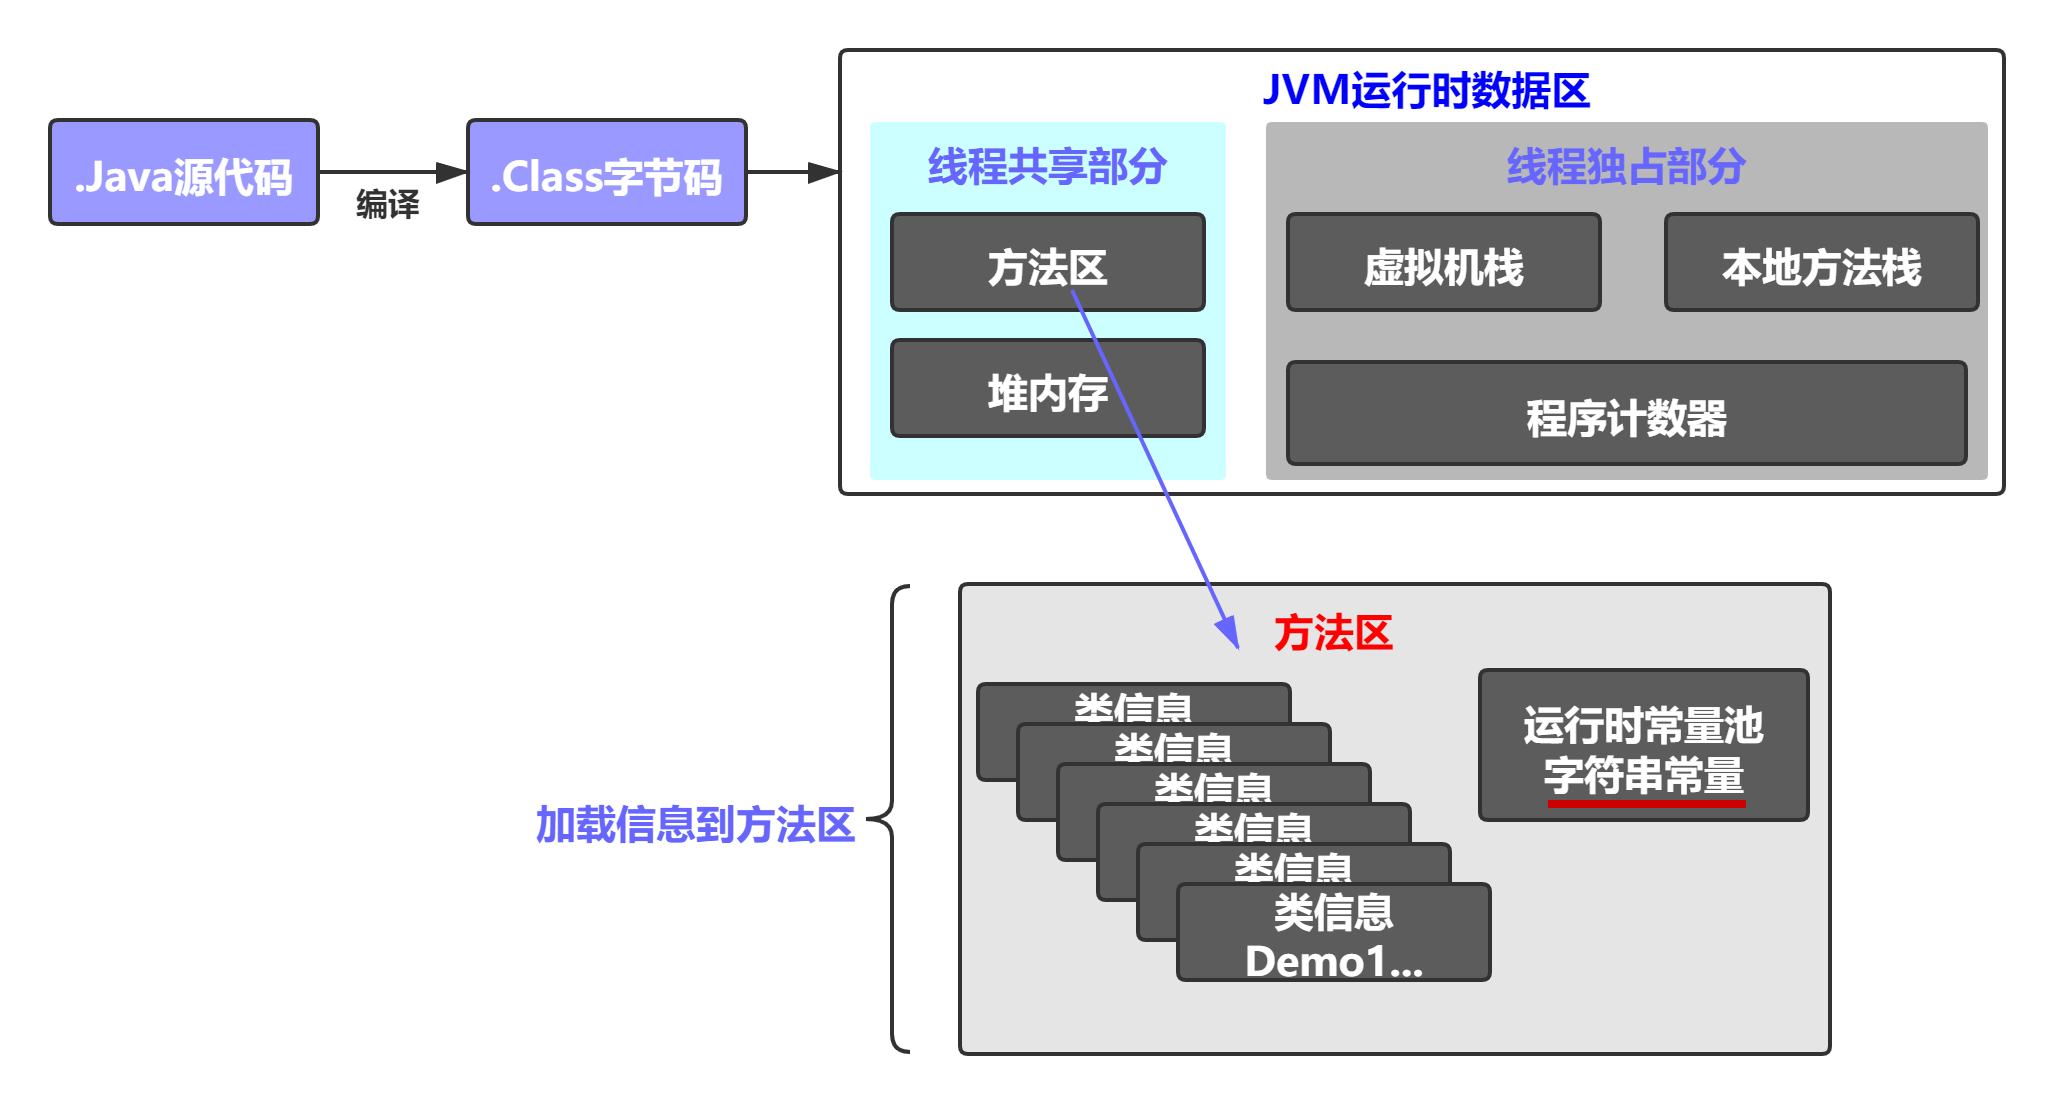 JVM运行时数据区
.Java源代码
编译
.Class字节码
线程共享部分
方法区
堆内存
线程独占部分
虚拟机栈
本地方法栈
程序计数器
加载信息到方法区
方法区
类信息
类信息
类信息
类信息
类信息
类信息
Demo1...
运行时常量池
字符串常量